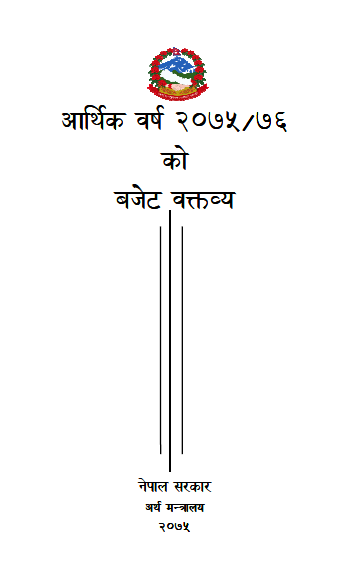 आर्थिक वर्ष २०७५/७६
को
बजेट वक्तव्य
नेपाल सरकार
अर्थ मन्त्रालय
२०७५